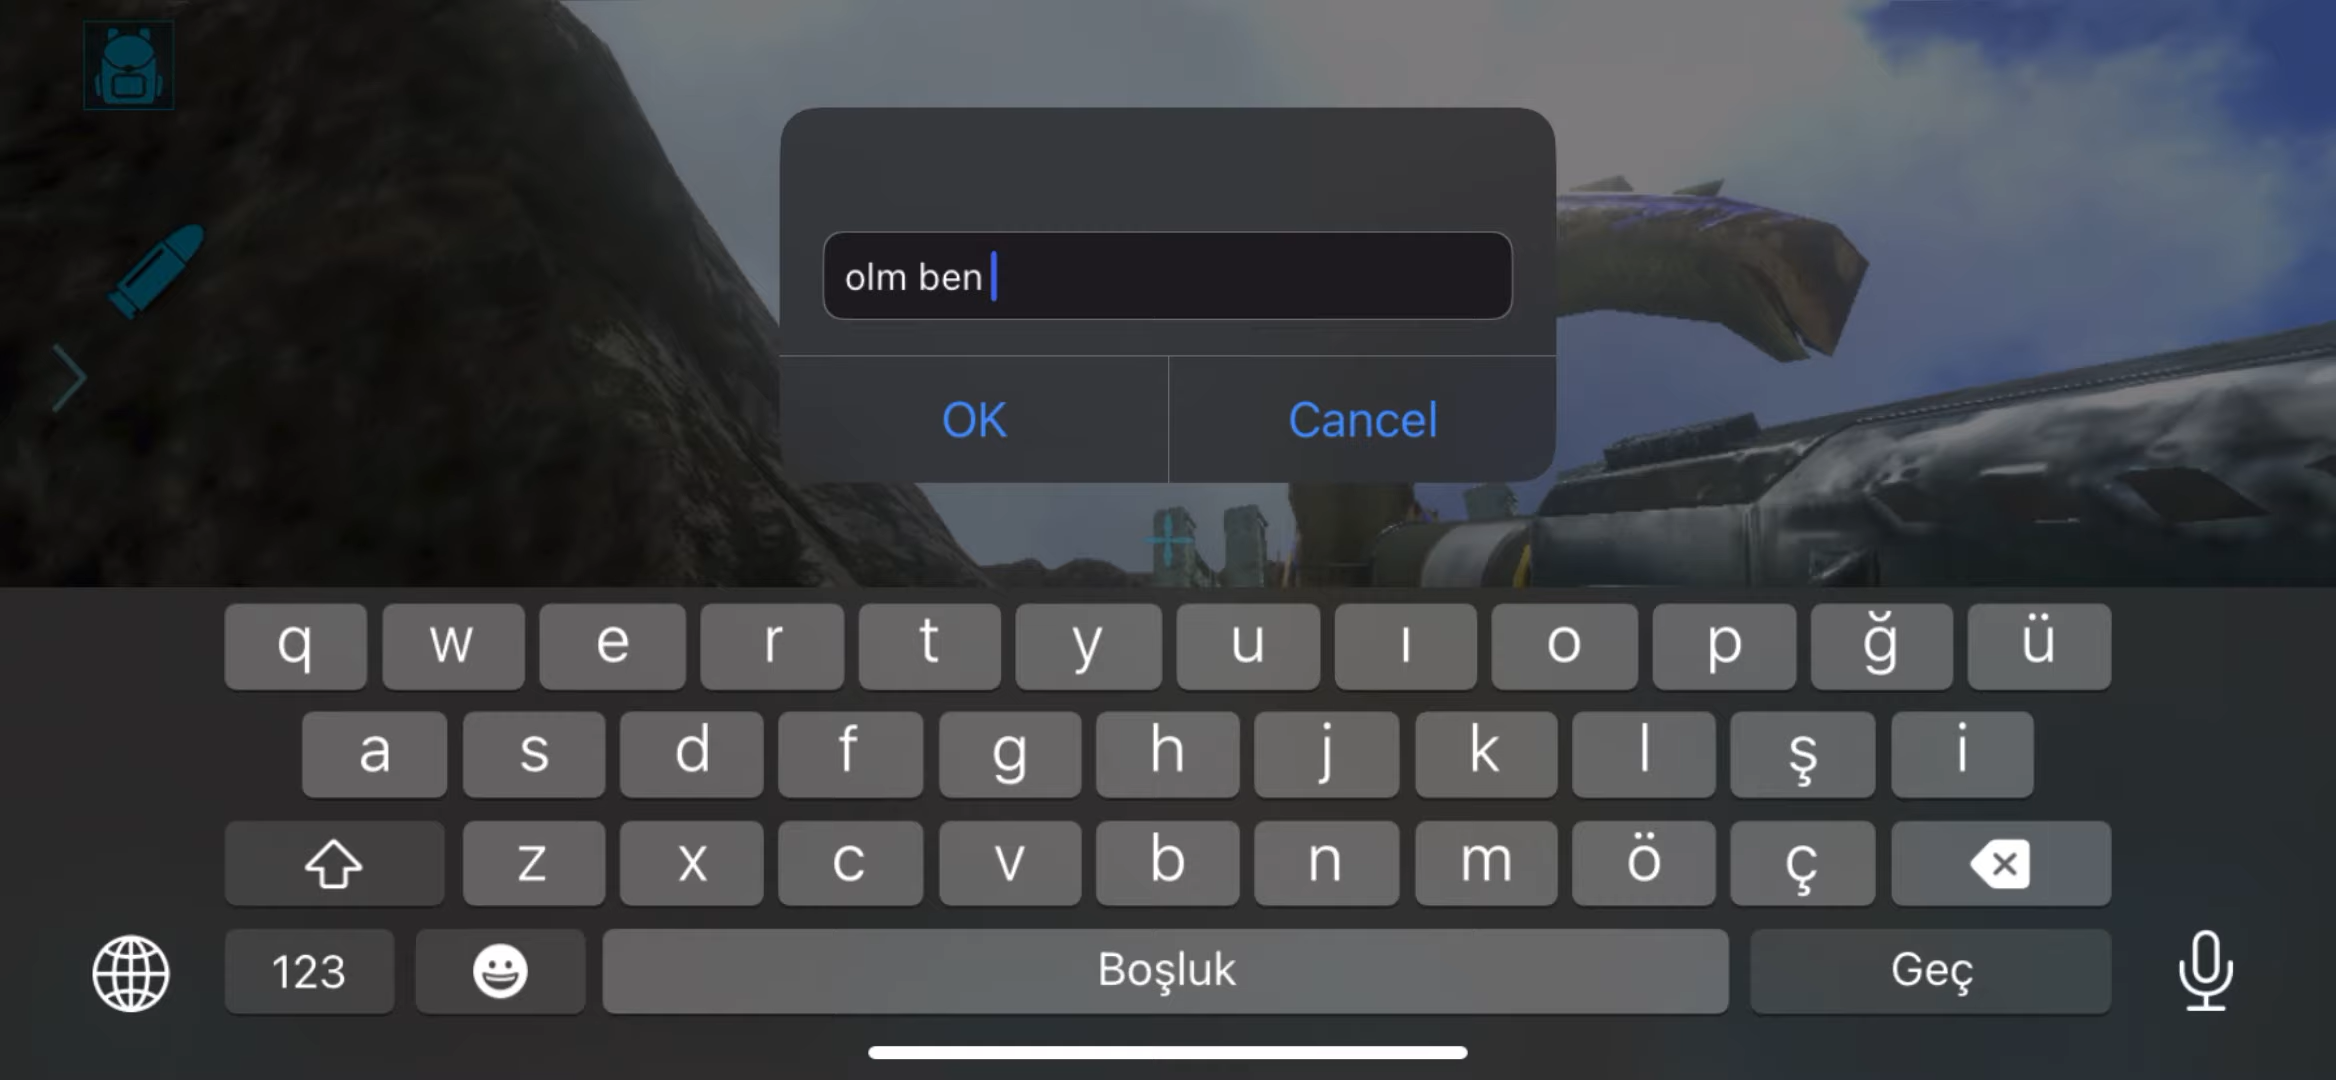 olm ben
OK Cancel
q w e r t y u ı o p ğ ü
a s d f g h j k l ş i
z x c v b n m ö ç
123 Boşluk Geç